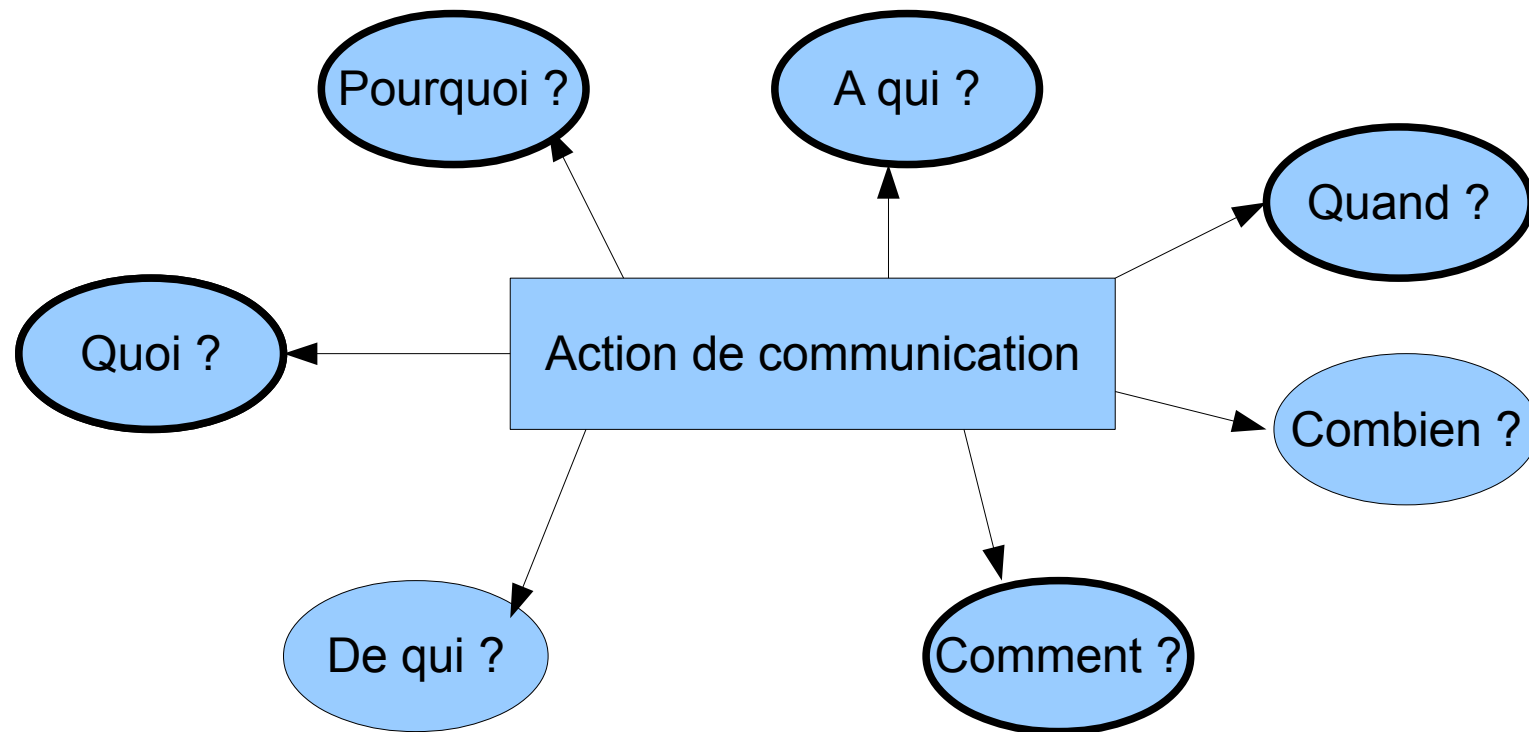 Pourquoi ?
A qui ?
Quand ?
Quoi ?
Action de communication
Combien ?
De qui ?
Comment ?